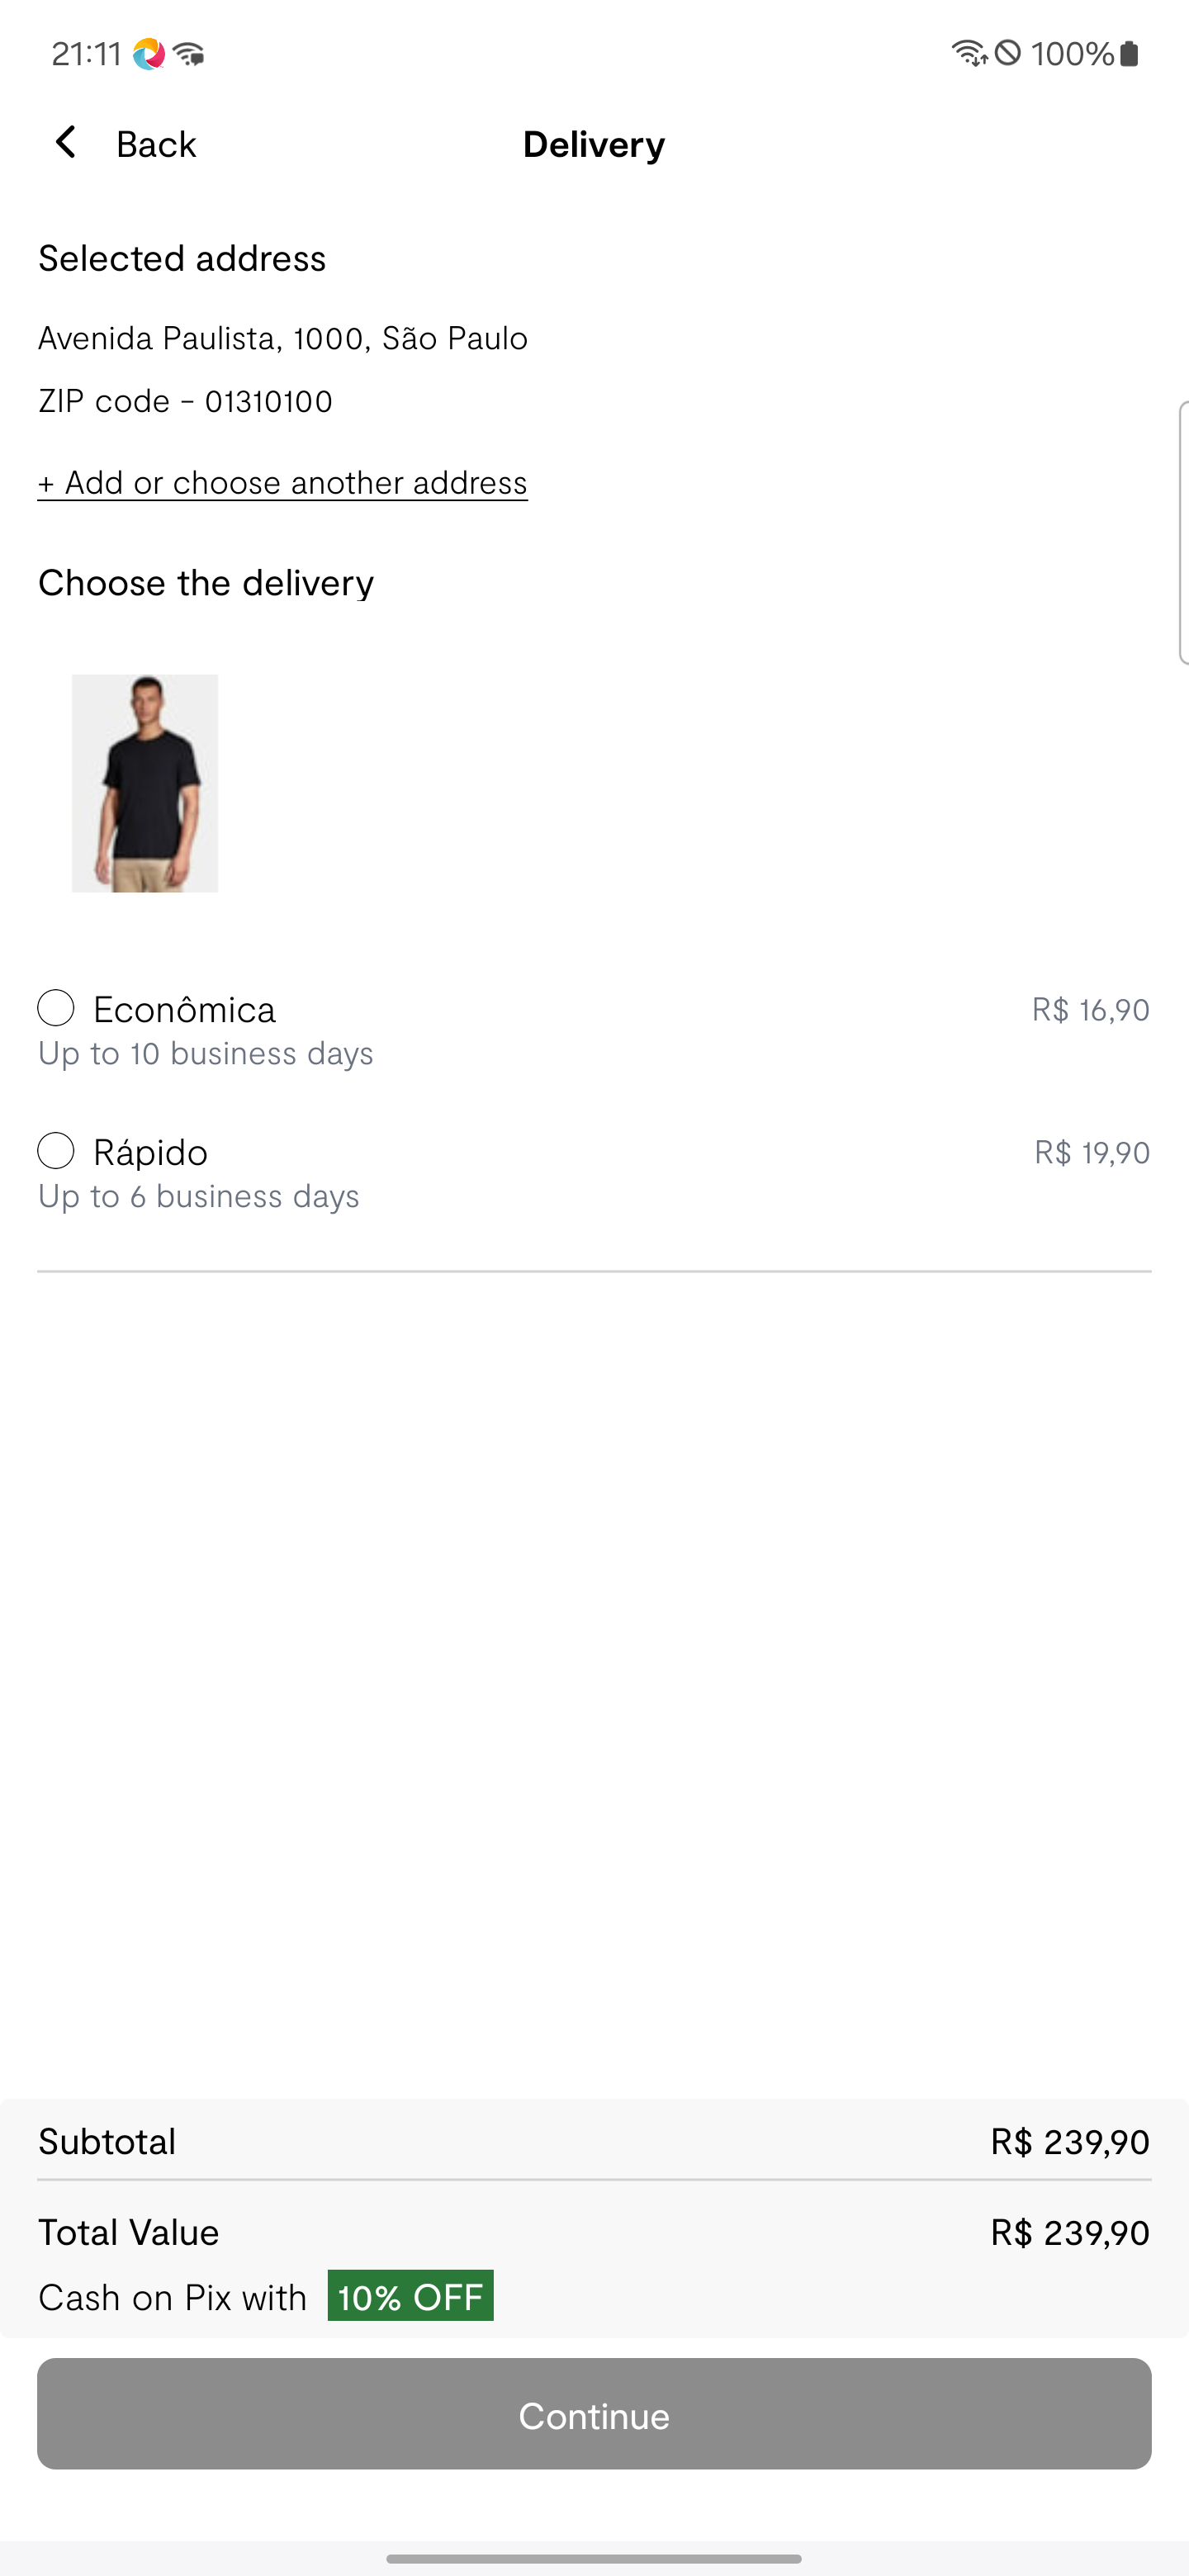 21:11 100%
Back Delivery
Selected address
Avenida Paulista, 1000, São Paulo
ZIP code - 01310100
+ Add or choose another address
Choose the delivery
Econômica R$ 16,90
Up to 10 business days
Rápido R$ 19,90
Up to 6 business days
Subtotal R$ 239,90
Total Value R$ 239,90
Cash on Pix with 10% OFF
Continue